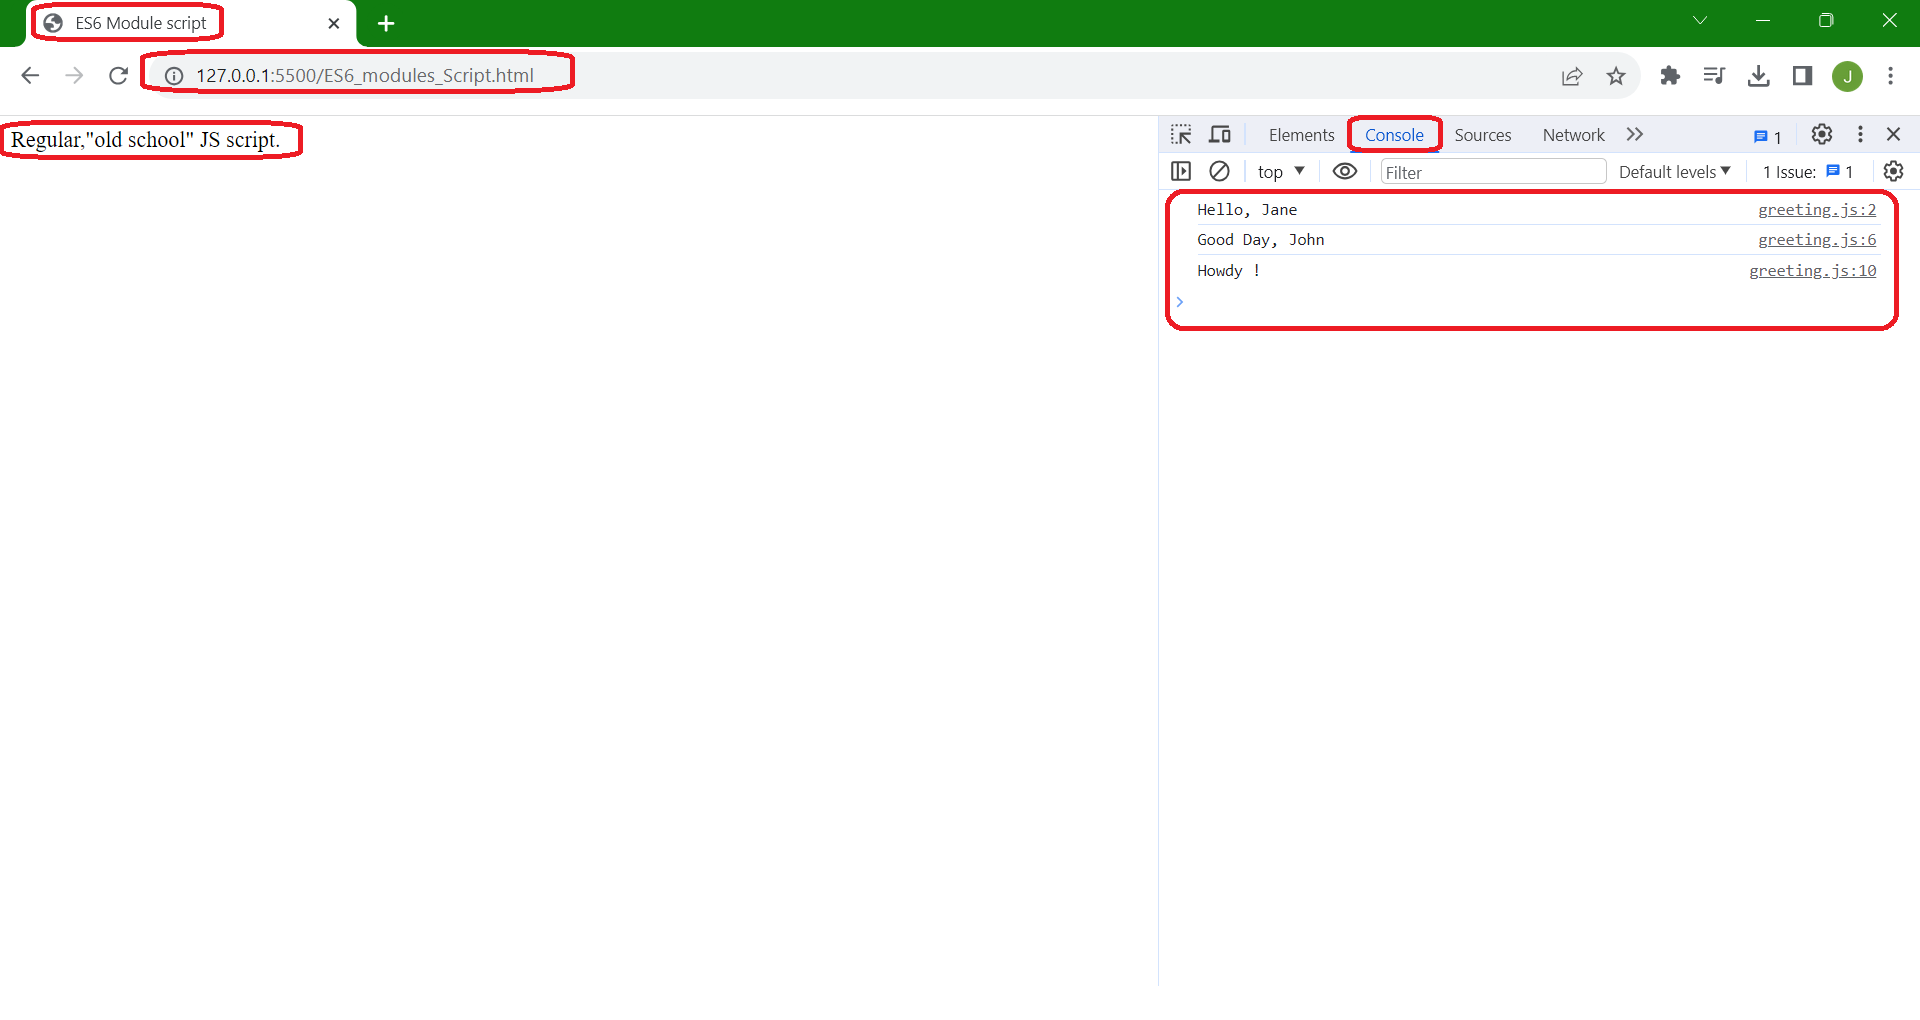 ES6 Module script
127.0.0.1:5500/ES6_modules_Script.html
J
Regular,"old school" JS script.
Elements Console Sources Network 1
top Filter Default levels 1 Issue: 1
Hello, Jane greeting.js:2
Good Day, John greeting.js:6
Howdy ! greeting.js:10